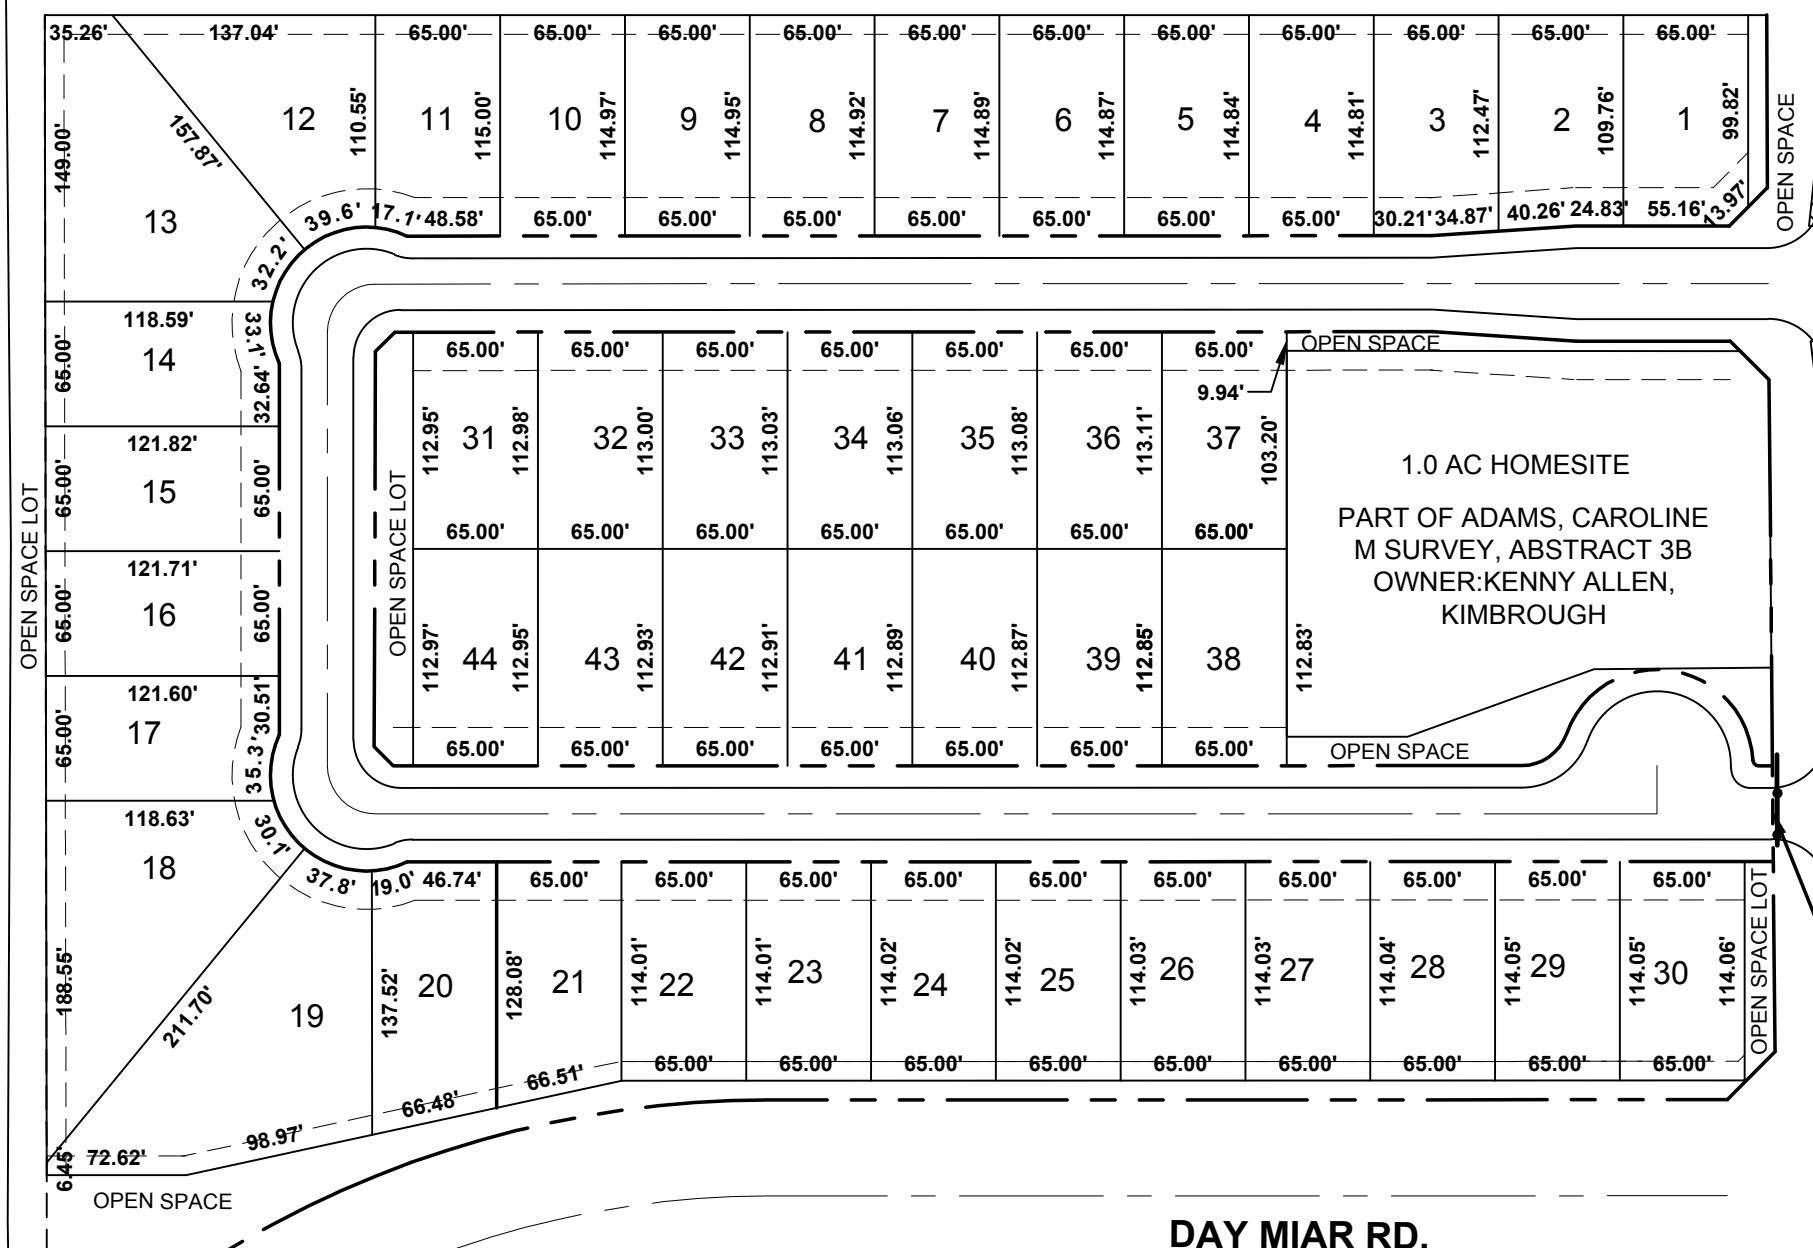 35.26' 137.04' 65.00' 65.00' 65.00' 65.00' 65.00' 65.00' 65.00' 65.00' 65.00' 65.00' 65.00'
149.00' 157.87' 12 110.55' 11 115.00' 10 114.97' 9 114.95' 8 114.92' 7 114.89' 6 114.87' 5 114.84' 4 114.81' 3 112.47' 2 109.76' 1 99.82' OPEN SPACE
13
32.2' 39.6' 17.1' 48.58' 65.00' 65.00' 65.00' 65.00' 65.00' 65.00' 65.00' 30.21' 34.87' 40.26' 24.83' 55.16' 13.97'
118.59'
65.00' 14 33.1' 32.64'
65.00' 65.00' 65.00' 65.00' 65.00' 65.00' 65.00' OPEN SPACE
9.94'
112.95' 31 112.98' 32 113.00' 33 113.03' 34 113.06' 35 113.08' 36 113.11' 37 103.20'
1.0 AC HOMESITE
PART OF ADAMS, CAROLINE
M SURVEY, ABSTRACT 3B
OWNER:KENNY ALLEN,
KIMBROUGH
121.82'
65.00' 15 65.00'
OPEN SPACE LOT
OPEN SPACE LOT
65.00' 65.00' 65.00' 65.00' 65.00' 65.00' 65.00'
121.71'
65.00' 16 65.00'
112.97' 44 112.95' 43 112.93' 42 112.91' 41 112.89' 40 112.87' 39 112.85' 38 112.83'
121.60'
65.00' 17 30.51' 35.3'
65.00' 65.00' 65.00' 65.00' 65.00' 65.00' 65.00' OPEN SPACE
118.63'
18 30.1'
37.8' 19.0' 46.74' 65.00' 65.00' 65.00' 65.00' 65.00' 65.00' 65.00' 65.00' 65.00' 65.00'
188.55' 211.70' 19 137.52' 20 128.08' 21 114.01' 22 114.01' 23 114.02' 24 114.02' 25 114.03' 26 114.03' 27 114.04' 28 114.05' 29 114.05' 30 114.06' OPEN SPACE LOT
65.00' 65.00' 65.00' 65.00' 65.00' 65.00' 65.00' 65.00' 65.00'
6.45' 72.62' 98.97' 66.48' 66.51'
OPEN SPACE
DAY MIAR RD.